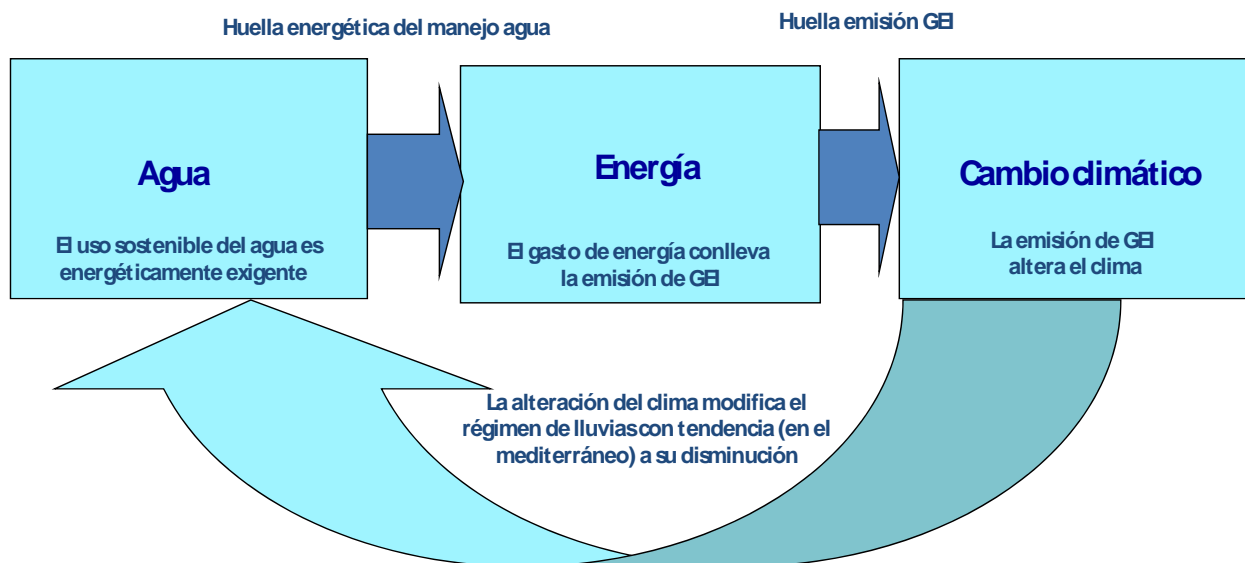 Huella energética del manejo agua
Huella emisión GEI
Agua
El uso sostenible del agua es
energéticamente exigente
Energía
El gasto de energía conlleva
la emisión de GEI
Cambio climático
La emisión de GEI
altera el clima
La alteración del clima modifica el
régimen de lluvias con tendencia (en el
mediterráneo) a su disminución